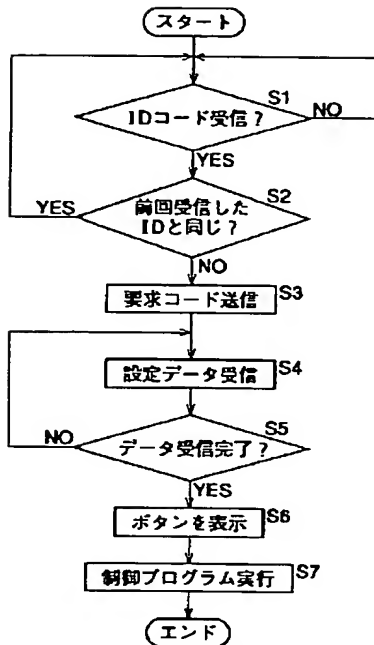 スタート
S1
IDコード受信?
NO
YES
S2
YES
前回受信した
IDと同じ?
NO
要求コード送信
S3
設定データ受信
S4
S5
NO
データ受信完了?
YES
ボタンを表示
S6
制御プログラム実行
S7
エンド